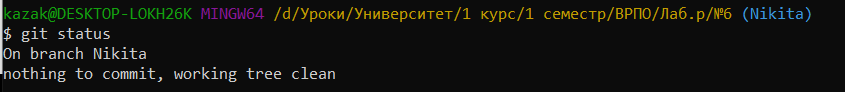 kazak@DESKTOP-LOKH26K MINGW64 /d/Уроки/Университет/1 курс/1 семестр/ВРПО/Лаб.р/№6 (Nikita)
$ git status
On branch Nikita
nothing to commit, working tree clean